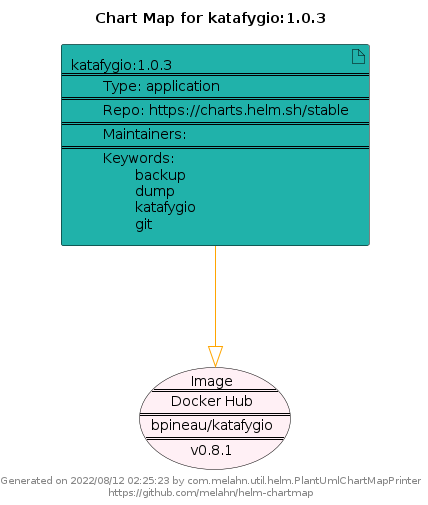 Chart Map for katafygio:1.0.3
katafygio:1.0.3
Type: application
Repo: https://charts.helm.sh/stable
Maintainers:
Keywords:
backup
dump
katafygio
git
Image
Docker Hub
bpineau/katafygio
v0.8.1
Generated on 2022/08/12 02:25:23 by com.melahn.util.helm.PlantUmlChartMapPrinter
https://github.com/melahn/helm-chartmap